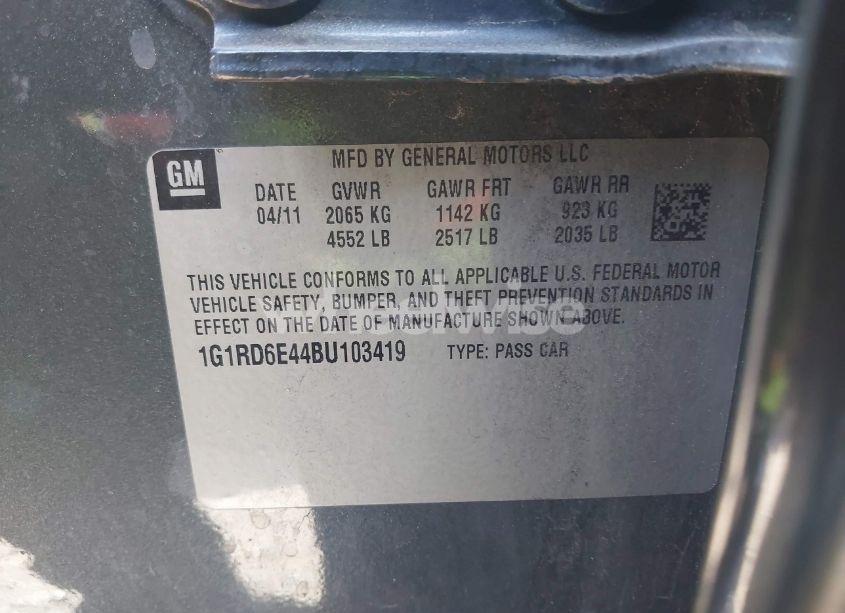 GM
MFD BY GENERAL MOTORS LLC
DATE GVWR GAWR FRT GAWR RR
04/11 2065 KG 1142 KG 923 KG
4552 LB 2517 LB 2035 LB
THIS VEHICLE CONFORMS TO ALL APPLICABLE U.S. FEDERAL MOTOR
VEHICLE SAFETY, BUMPER, AND THEFT PREVENTION STANDARDS IN
EFFECT ON THE DATE OF MANUFACTURE SHOWN ABOVE.
1G1RD6E44BU103419 TYPE: PASS CAR